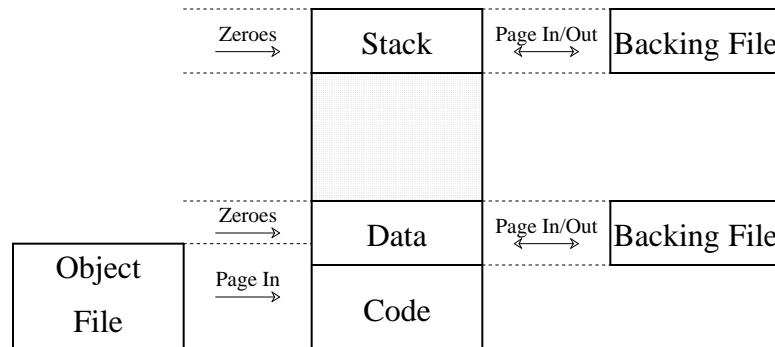 Zeroes
Stack
Page In/Out
Backing File
Zeroes
Data
Page In/Out
Backing File
Object
File
Page In
Code